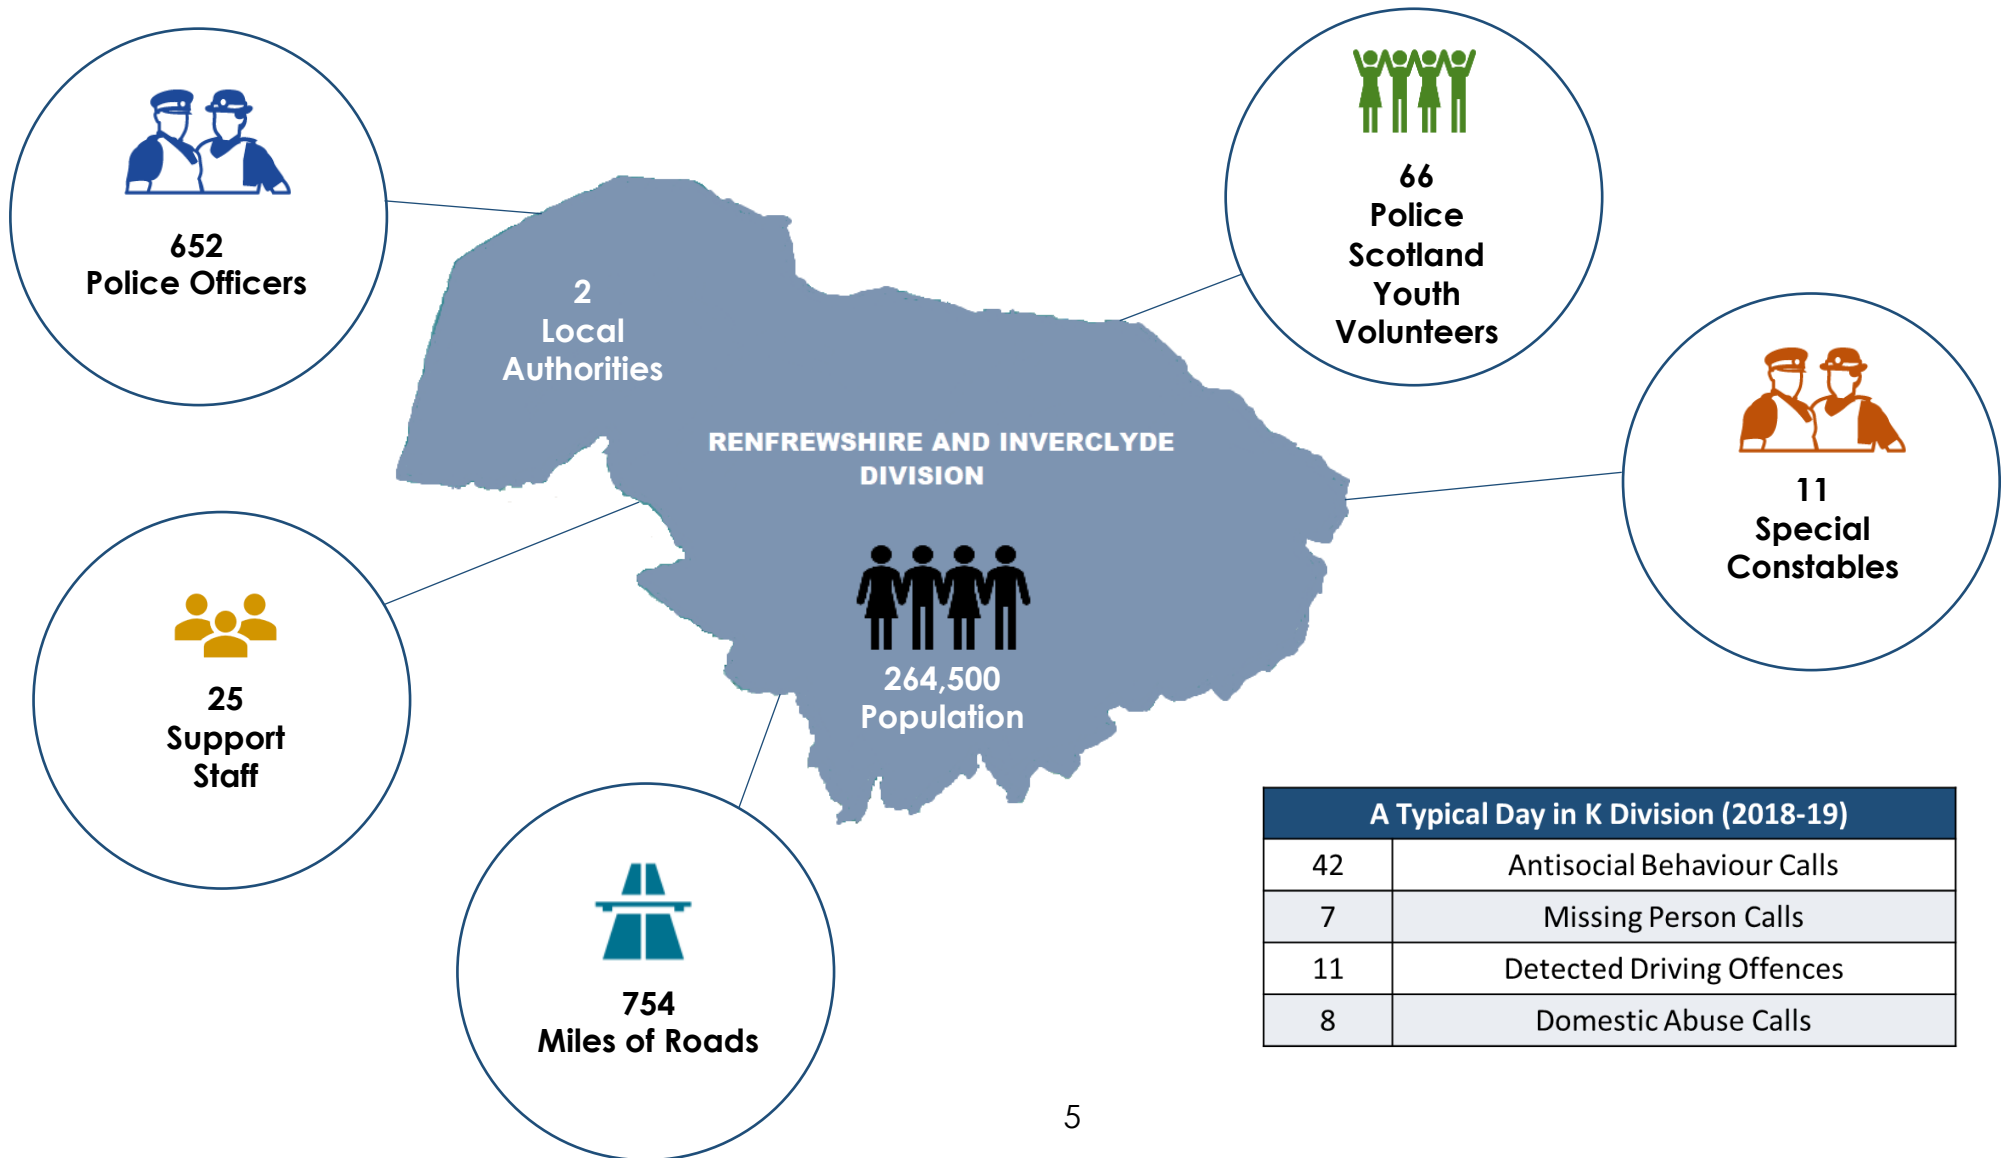 652
Police Officers
66
Police
Scotland
Youth
Volunteers
2
Local
Authorities
RENFREWSHIRE AND INVERCLYDE
DIVISION
11
Special
Constables
264,500
Population
25
Support
Staff
754
Miles of Roads
A Typical Day in K Division (2018-19)
42 Antisocial Behaviour Calls
7 Missing Person Calls
11 Detected Driving Offences
8 Domestic Abuse Calls
5